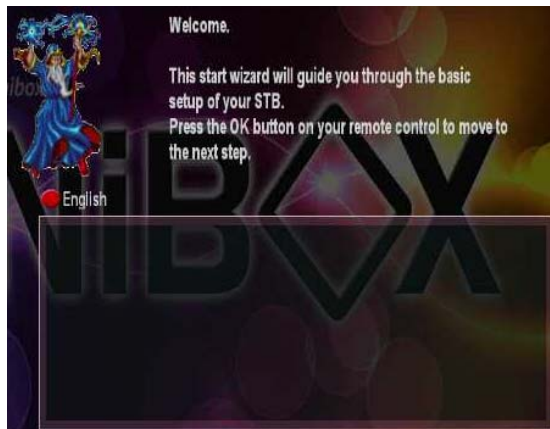 Welcome.
This start wizard will guide you through the basic
setup of your STB.
Press the OK button on your remote control to move to
the next step.
English
NiBOX